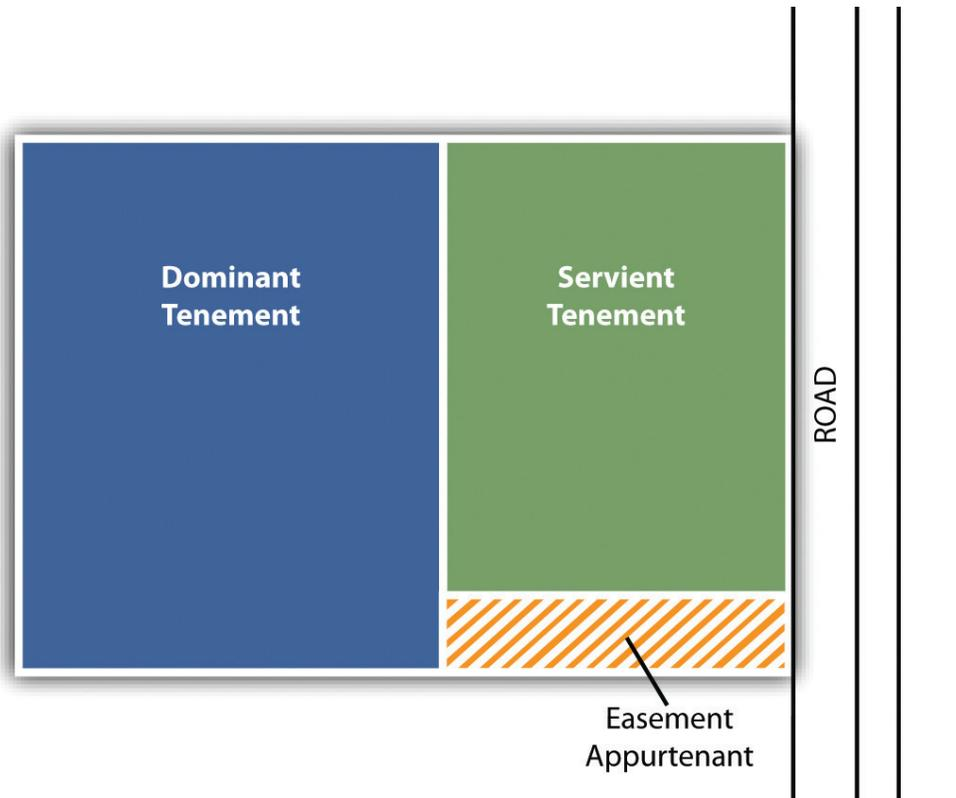 Dominant
Tenement
Servient
Tenement
ROAD
Easement
Appurtenant